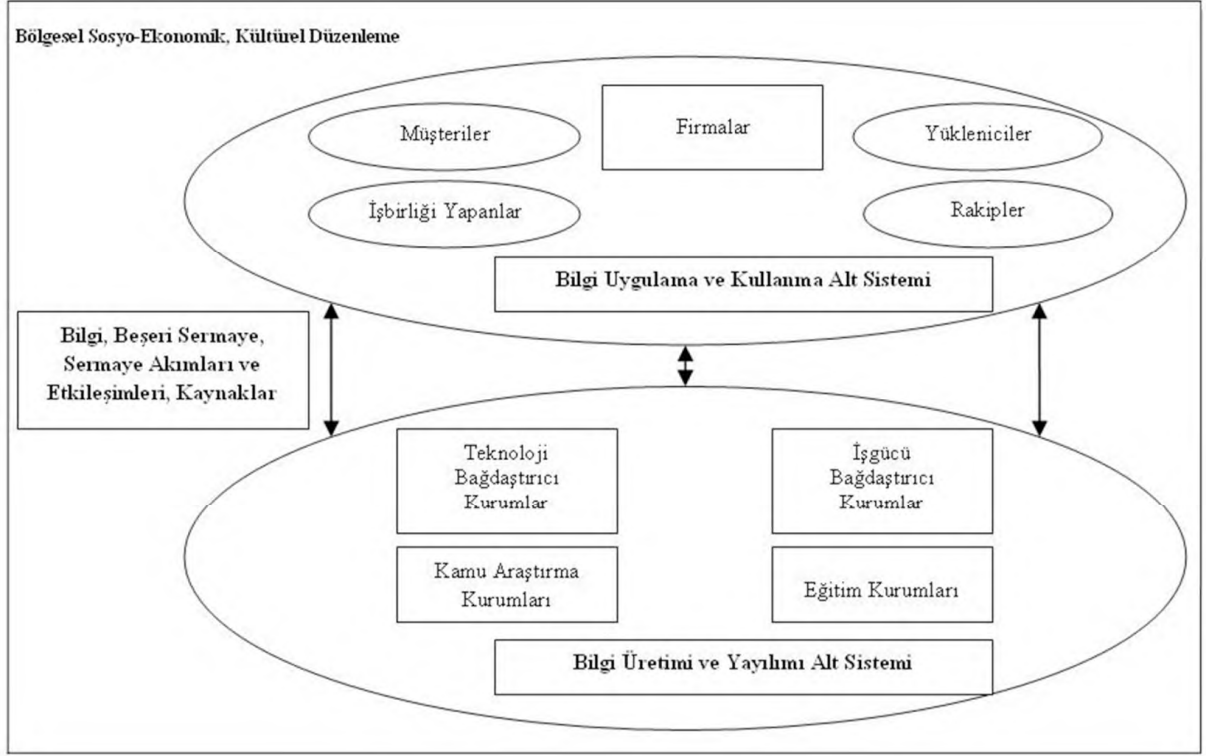 Bölgesel Sosyo-Ekonomik, Kültürel Düzenleme
Müşteriler
Firmalar
Yükleniciler
İşbirliği Yapanlar
Rakipler
Bilgi Uygulama ve Kullanma Alt Sistemi
Bilgi, Beşeri Sermaye,
Sermaye Akımları ve
Etkileşimleri, Kaynaklar
Teknoloji
Bağdaştırıcı
Kurumlar
İşgücü
Bağdaştırıcı
Kurumlar
Kamu Araştırma
Kurumları
Eğitim Kurumları
Bilgi Üretimi ve Yayılımı Alt Sistemi